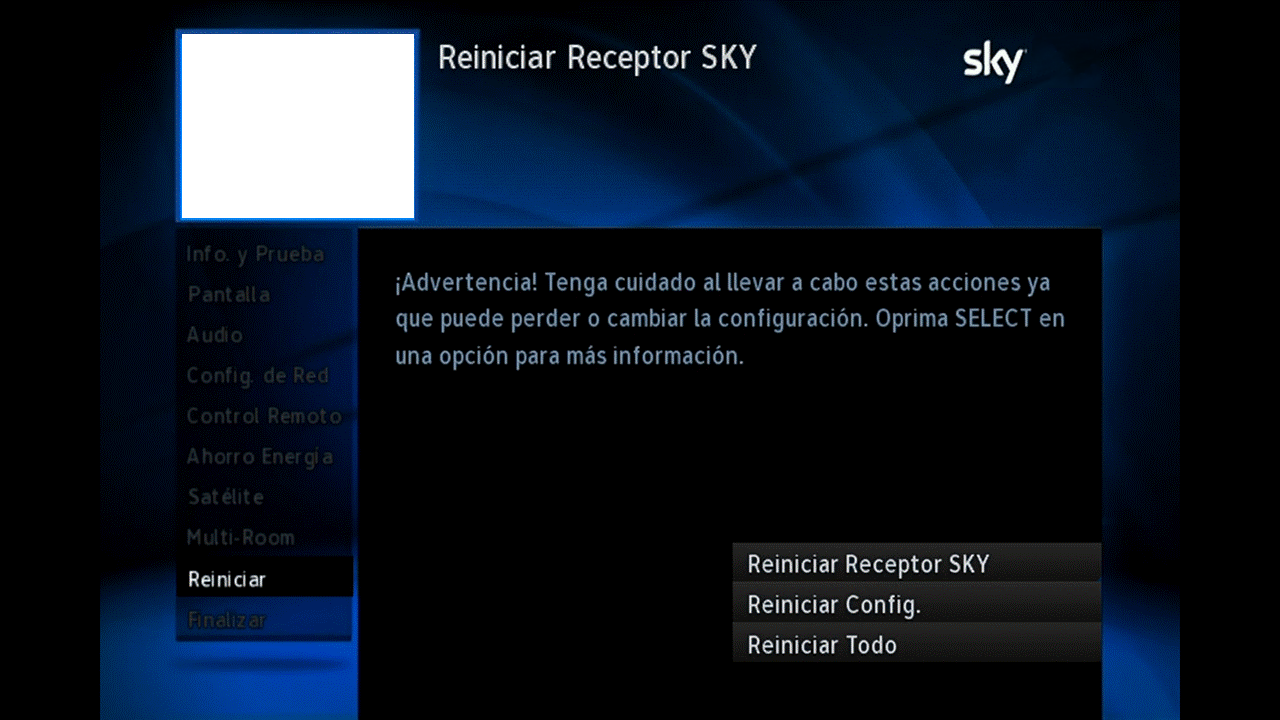 Reiniciar Receptor SKY
sky
Info. y Prueba
Pantalla
Audio
Config. de Red
Control Remoto
Ahorro Energía
Satélite
Multi-Room
Reiniciar
Finalizar
¡Advertencia! Tenga cuidado al llevar a cabo estas acciones ya
que puede perder o cambiar la configuración. Oprima SELECT en
una opción para más información.
Reiniciar Receptor SKY
Reiniciar Config.
Reiniciar Todo